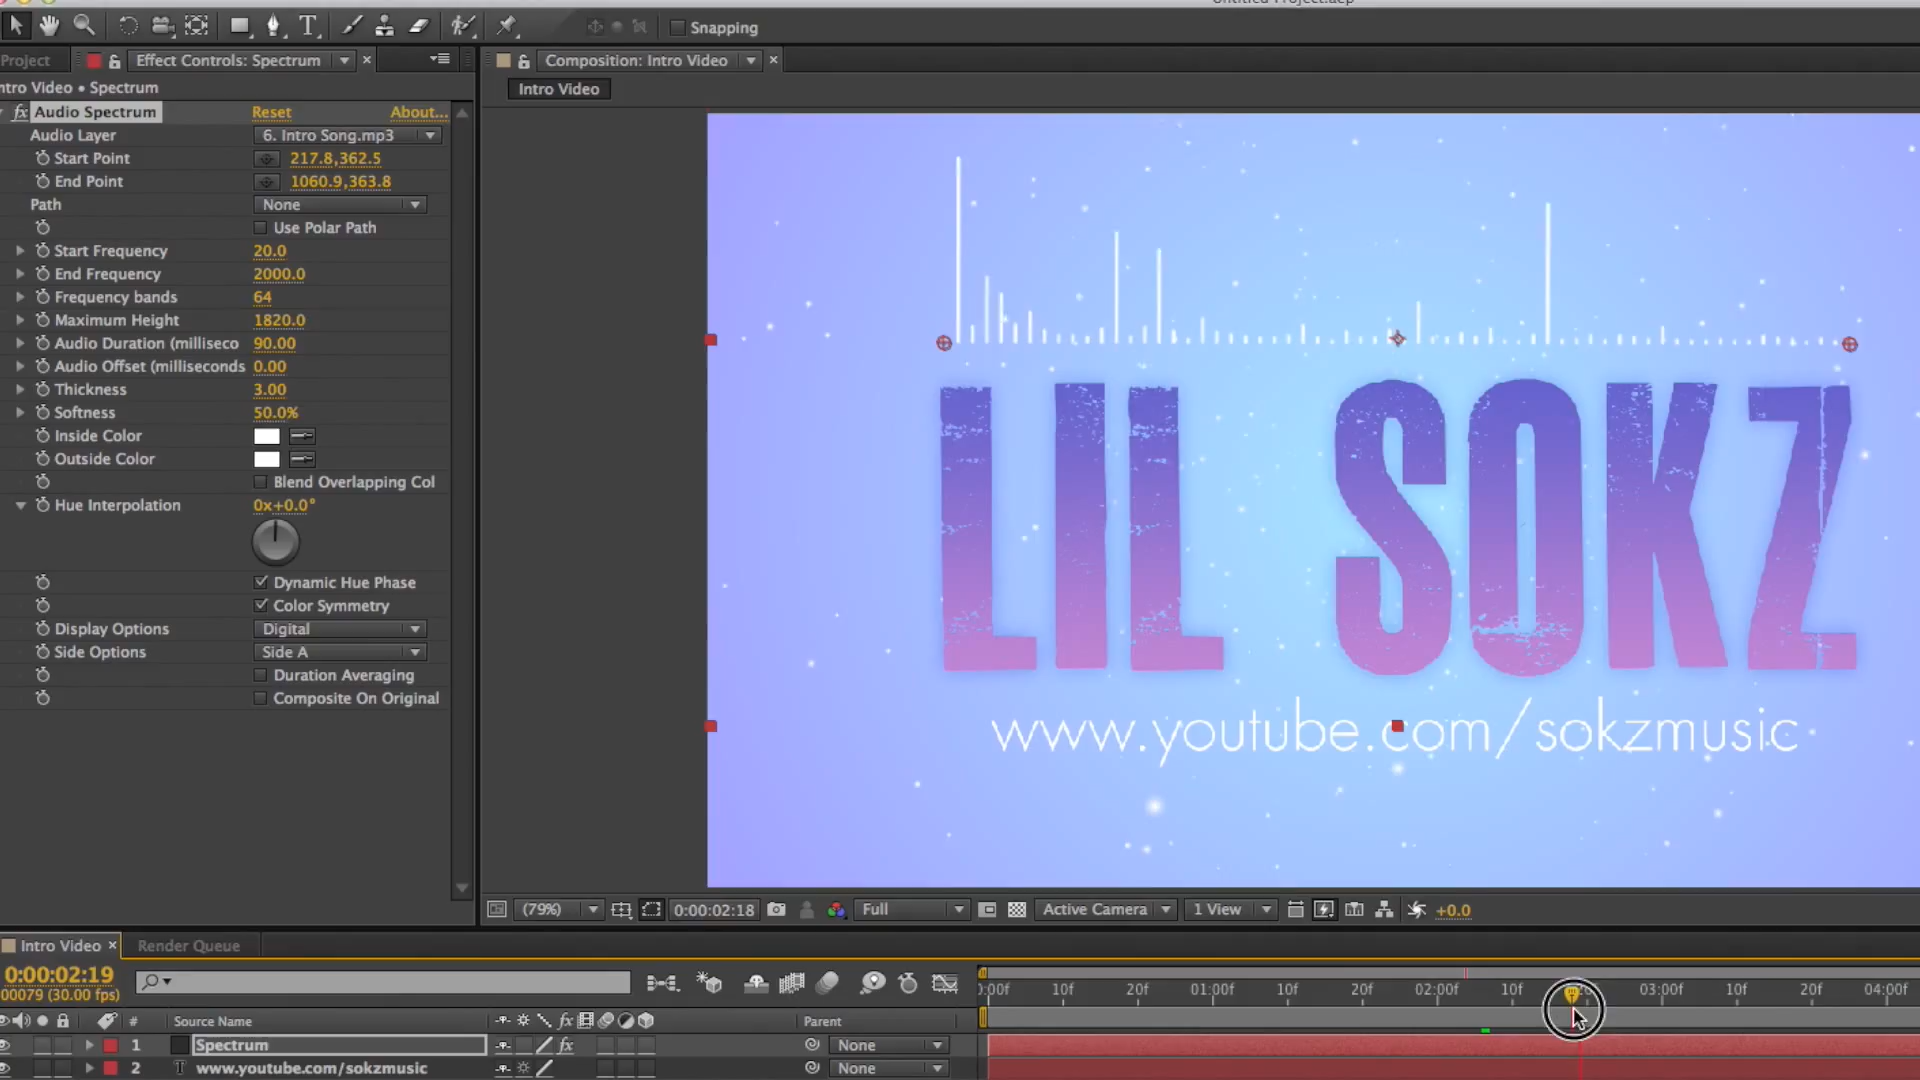 Untitled Project.aep
Snapping
Project
Effect Controls: Spectrum
Composition: Intro Video
Intro Video
ntro Video • Spectrum
fx Audio Spectrum Reset About...
Audio Layer 6. Intro Song.mp3
Start Point 217.8,362.5
End Point 1060.9,363.8
Path None
Use Polar Path
Start Frequency 20.0
End Frequency 2000.0
Frequency bands 64
Maximum Height 1820.0
Audio Duration (milliseco 90.00
Audio Offset (milliseconds 0.00
Thickness 3.00
Softness 50.0%
Inside Color
Outside Color
Blend Overlapping Col
Hue Interpolation 0x+0.0°
Dynamic Hue Phase
Color Symmetry
Display Options Digital
Side Options Side A
Duration Averaging
Composite On Original
LIL SOKZ
www.youtube.com/sokzmusic
(79%) 0:00:02:18 Full Active Camera 1 View +0.0
Intro Video Render Queue
0:00:02:19
00079 (30.00 fps)
:00f 10f 20f 01:00f 10f 20f 02:00f 10f 03:00f 10f 20f 04:00f
# Source Name fx Parent
1 Spectrum fx None
2 T www.youtube.com/sokzmusic None